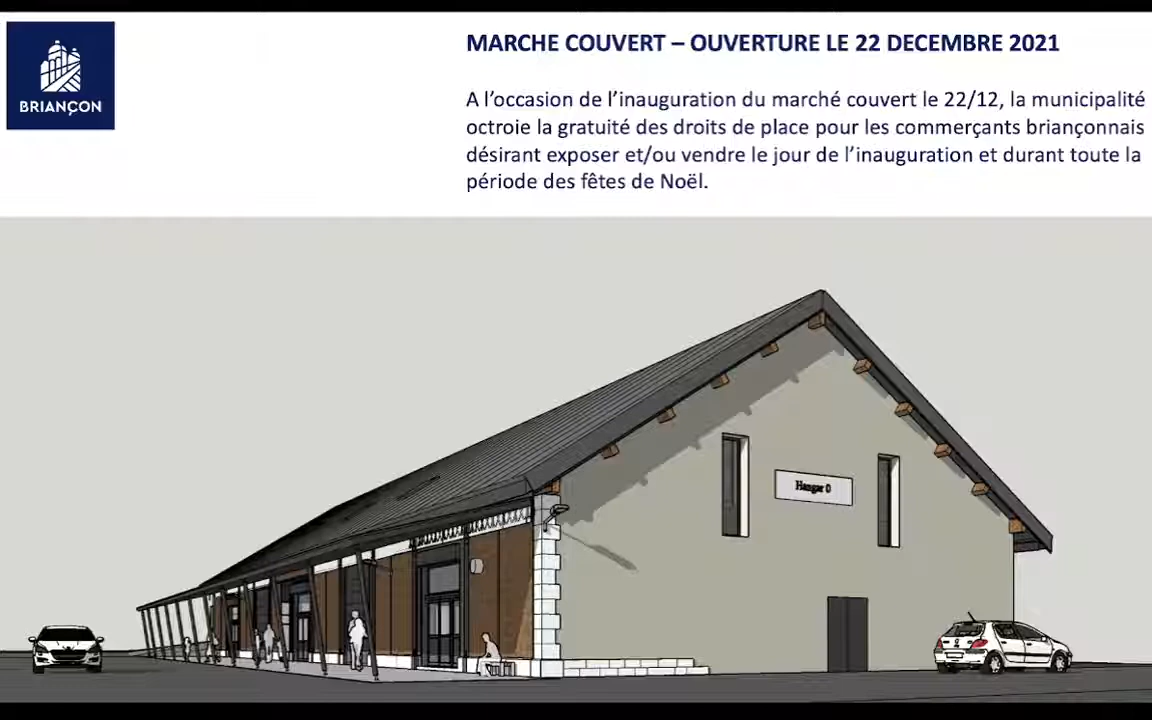 BRIANÇON
MARCHE COUVERT – OUVERTURE LE 22 DECEMBRE 2021
A l’occasion de l’inauguration du marché couvert le 22/12, la municipalité
octroie la gratuité des droits de place pour les commerçants briançonnais
désirant exposer et/ou vendre le jour de l’inauguration et durant toute la
période des fêtes de Noël.
Hangar 0